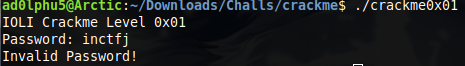 ad0lphu5@Arctic:~/Downloads/Challs/crackme$ ./crackme0x01
IOLI Crackme Level 0x01
Password: inctfj
Invalid Password!